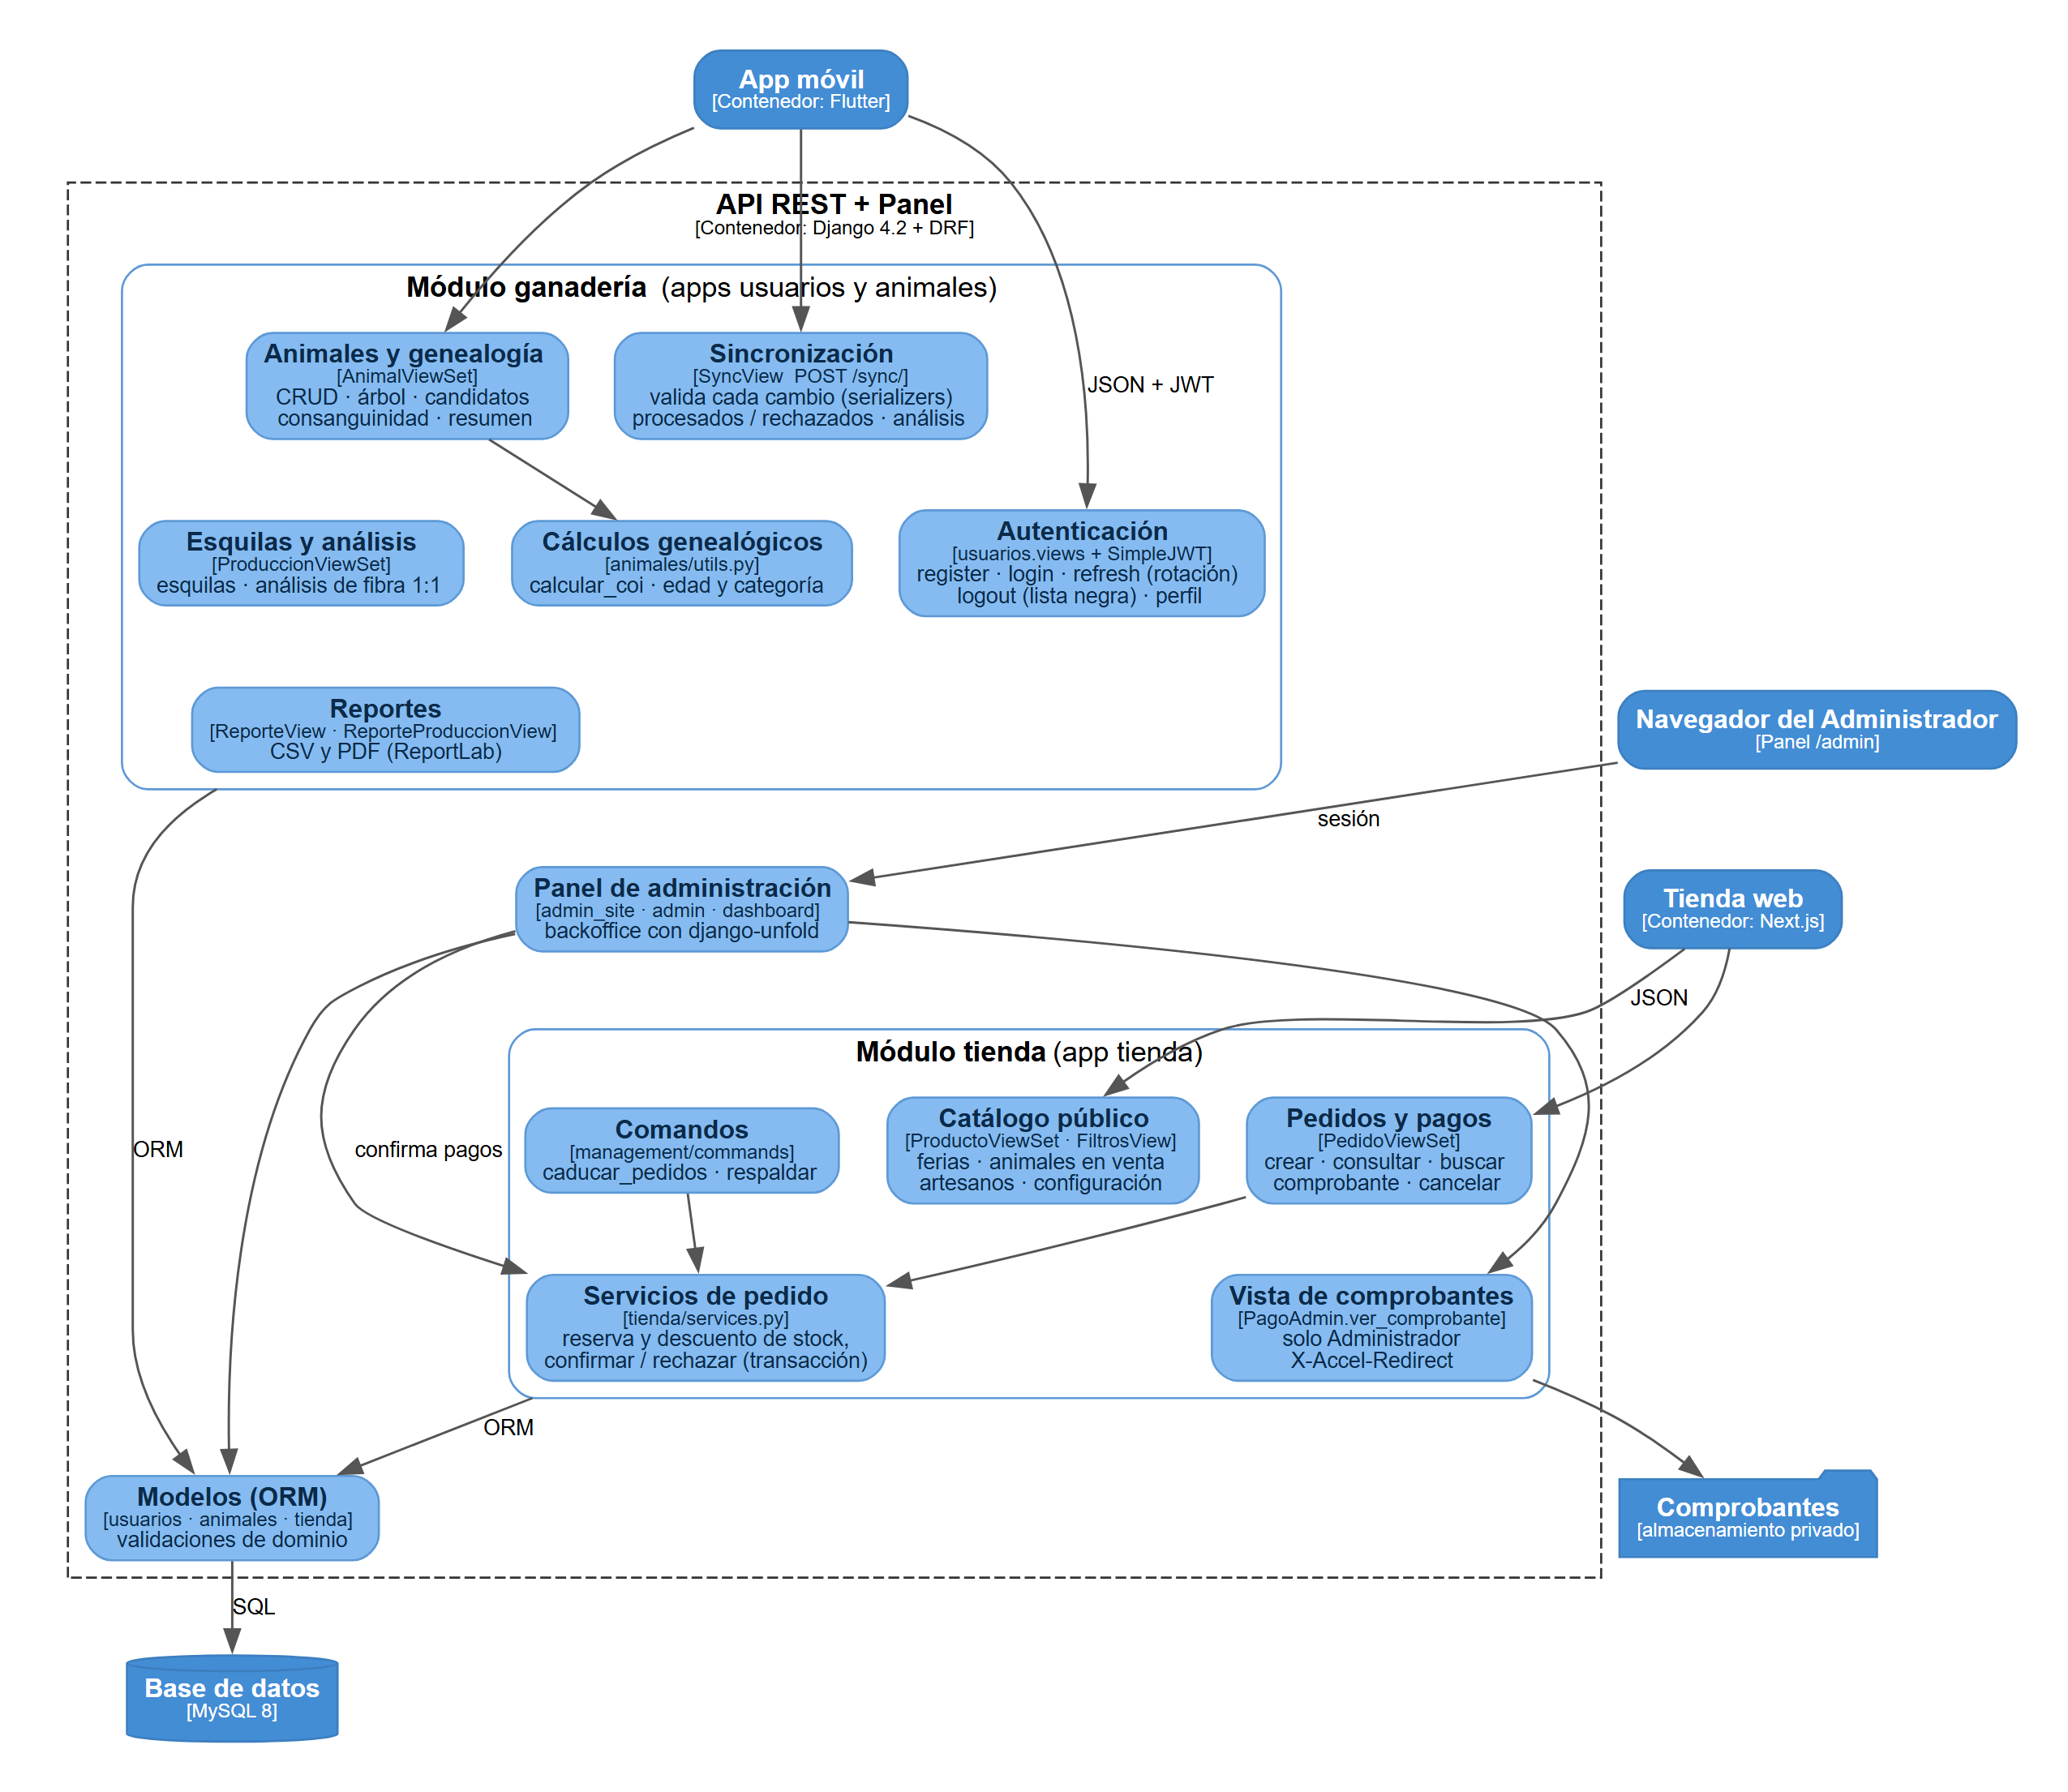 App móvil
[Contenedor: Flutter]
API REST + Panel
[Contenedor: Django 4.2 + DRF]
Módulo ganadería (apps usuarios y animales)
Animales y genealogía
[AnimalViewSet]
CRUD · árbol · candidatos
consanguinidad · resumen
Sincronización
[SyncView POST /sync/]
valida cada cambio (serializers)
procesados / rechazados · análisis
JSON + JWT
Esquilas y análisis
[ProduccionViewSet]
esquilas · análisis de fibra 1:1
Cálculos genealógicos
[animales/utils.py]
calcular_coi · edad y categoría
Autenticación
[usuarios.views + SimpleJWT]
register · login · refresh (rotación)
logout (lista negra) · perfil
Reportes
[ReporteView · ReporteProduccionView]
CSV y PDF (ReportLab)
Navegador del Administrador
[Panel /admin]
sesión
Panel de administración
[admin_site · admin · dashboard]
backoffice con django-unfold
Tienda web
[Contenedor: Next.js]
JSON
Módulo tienda (app tienda)
ORM
confirma pagos
Comandos
[management/commands]
caducar_pedidos · respaldar
Catálogo público
[ProductoViewSet · FiltrosView]
ferias · animales en venta
artesanos · configuración
Pedidos y pagos
[PedidoViewSet]
crear · consultar · buscar
comprobante · cancelar
Servicios de pedido
[tienda/services.py]
reserva y descuento de stock,
confirmar / rechazar (transacción)
Vista de comprobantes
[PagoAdmin.ver_comprobante]
solo Administrador
X-Accel-Redirect
ORM
Modelos (ORM)
[usuarios · animales · tienda]
validaciones de dominio
Comprobantes
[almacenamiento privado]
SQL
Base de datos
[MySQL 8]